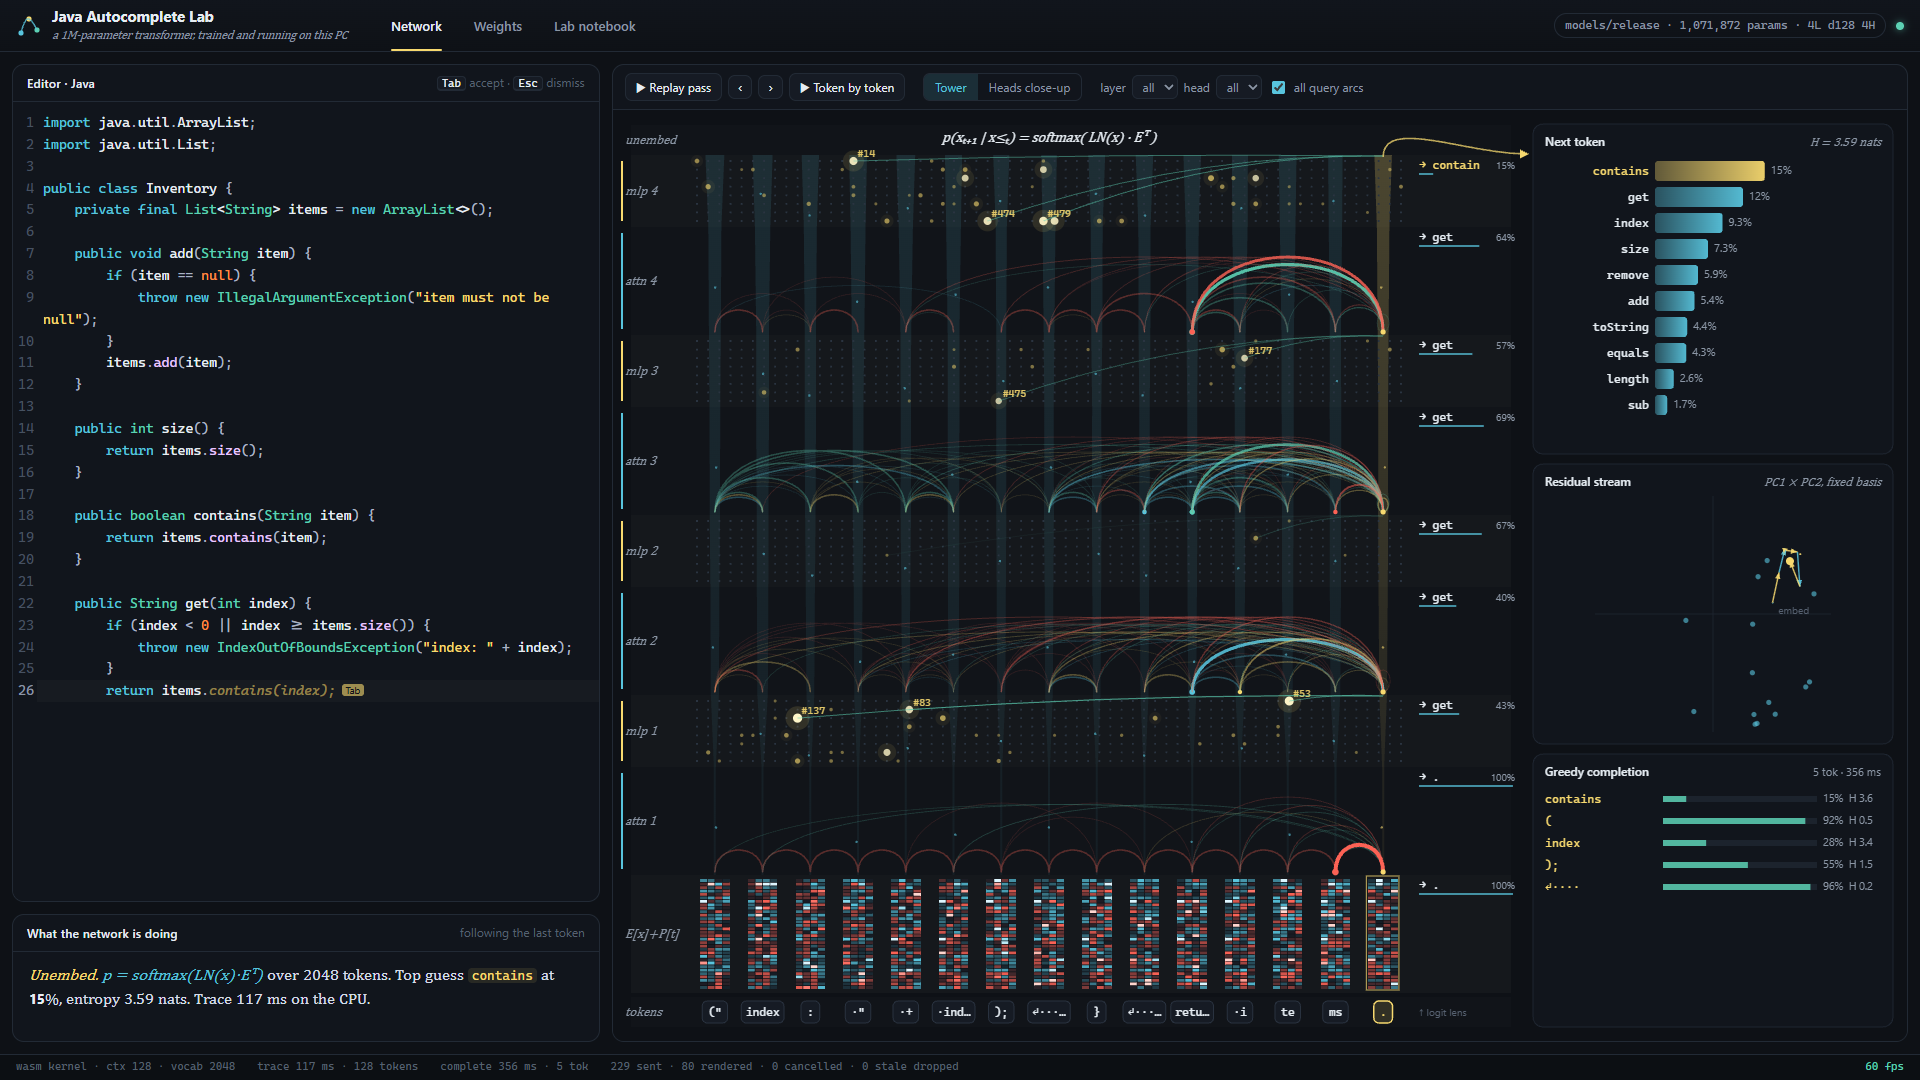 Java Autocomplete Lab
a 1M-parameter transformer, trained and running on this PC
Network
Weights
Lab notebook
models/release · 1,071,872 params · 4L d128 4H
Editor · Java
Tab accept · Esc dismiss
1 import java.util.ArrayList;
2 import java.util.List;
3
4 public class Inventory {
5 private final List<String> items = new ArrayList<>();
6
7 public void add(String item) {
8 if (item == null) {
9 throw new IllegalArgumentException("item must not be
null");
10 }
11 items.add(item);
12 }
13
14 public int size() {
15 return items.size();
16 }
17
18 public boolean contains(String item) {
19 return items.contains(item);
20 }
21
22 public String get(int index) {
23 if (index < 0 || index ≥ items.size()) {
24 throw new IndexOutOfBoundsException("index: " + index);
25 }
26 return items.contains(index); Tab
What the network is doing
following the last token
Unembed. p = softmax(LN(x)·Eᵀ) over 2048 tokens. Top guess contains at
15%, entropy 3.59 nats. Trace 117 ms on the CPU.
▶ Replay pass
‹
›
▶ Token by token
Tower
Heads close-up
layer all
head all
all query arcs
unembed
p(xₜ₊₁ | x≤ₜ) = softmax( LN(x) · Eᵀ )
#14
→ contain 15%
mlp 4
#474
#479
→ get 64%
attn 4
→ get 57%
mlp 3
#177
#475
→ get 69%
attn 3
→ get 67%
mlp 2
→ get 40%
attn 2
→ get 43%
mlp 1
#137
#83
#53
→ . 100%
attn 1
→ . 100%
E[x]+P[t]
tokens
("
index
:
·"
·+
·ind…
);
↲···…
}
↲···…
retu…
·i
te
ms
.
↑ logit lens
Next token
H = 3.59 nats
contains 15%
get 12%
index 9.3%
size 7.3%
remove 5.9%
add 5.4%
toString 4.4%
equals 4.3%
length 2.6%
sub 1.7%
Residual stream
PC1 × PC2, fixed basis
embed
Greedy completion
5 tok · 356 ms
contains 15% H 3.6
( 92% H 0.5
index 28% H 3.4
); 55% H 1.5
↲···· 96% H 0.2
wasm kernel · ctx 128 · vocab 2048
trace 117 ms · 128 tokens
complete 356 ms · 5 tok
229 sent · 80 rendered · 0 cancelled · 0 stale dropped
60 fps